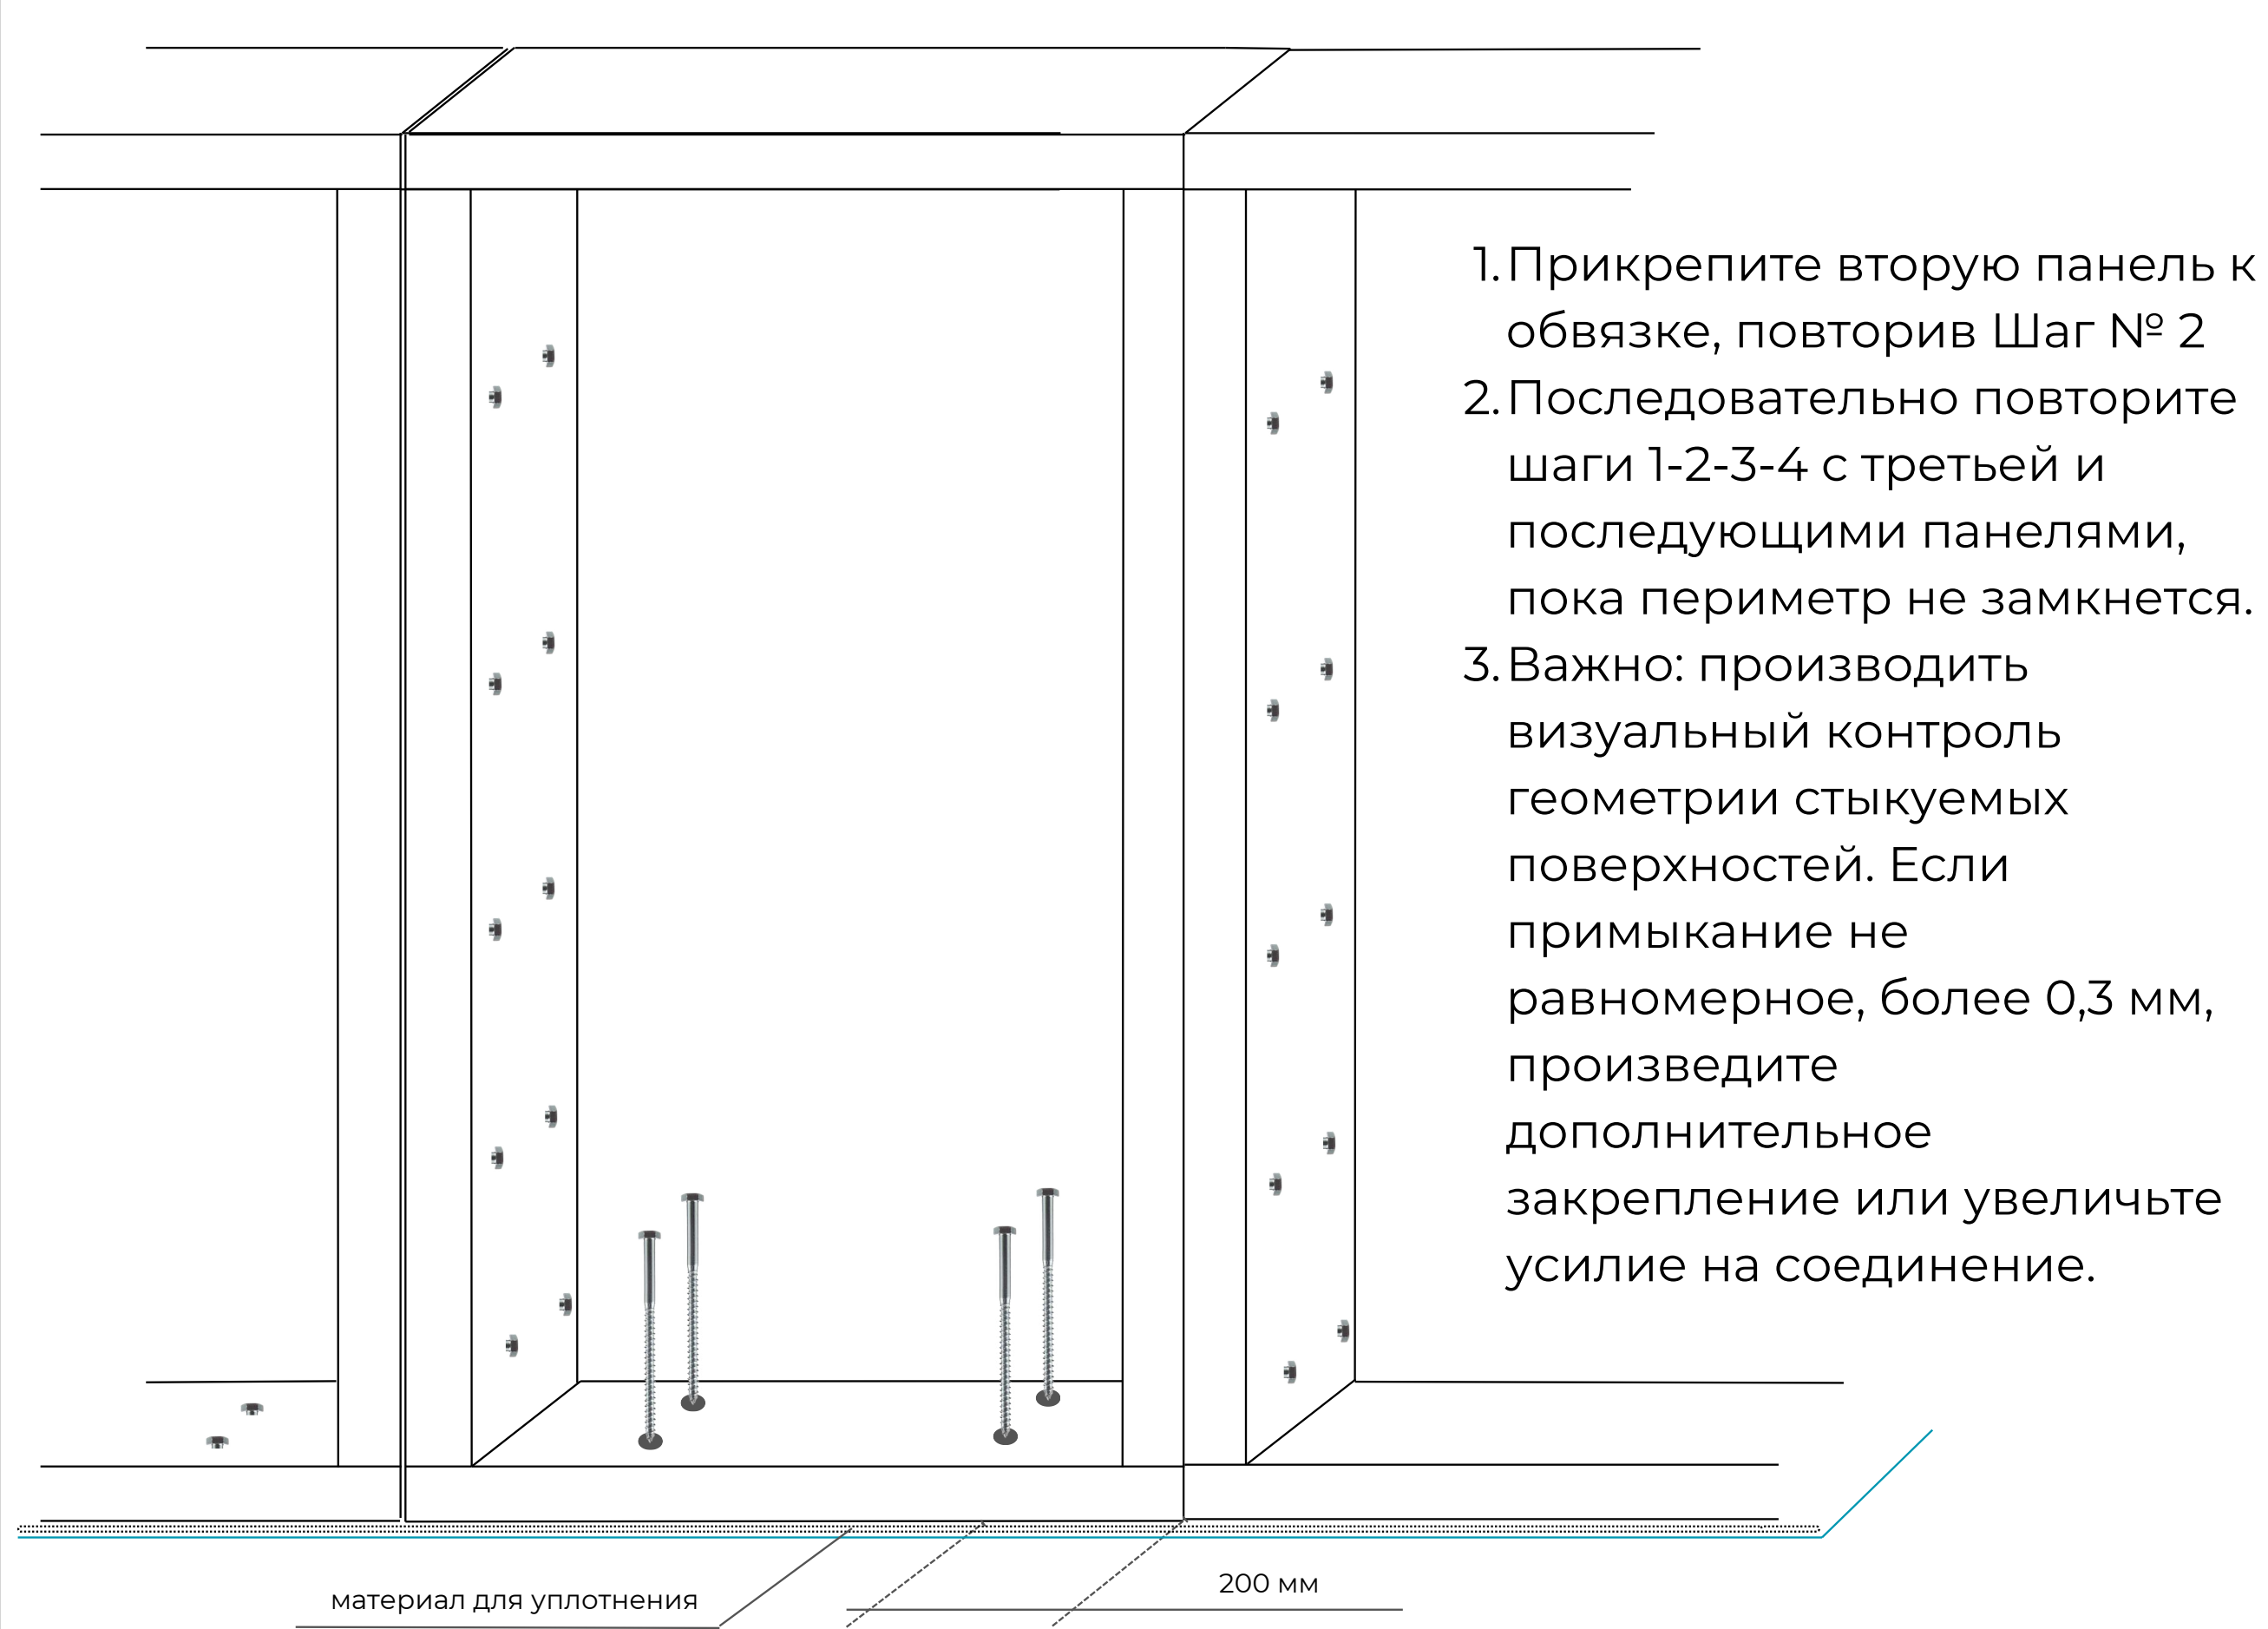 1. Прикрепите вторую панель к
обвязке, повторив Шаг № 2
2. Последовательно повторите
шаги 1-2-3-4 с третьей и
последующими панелями,
пока периметр не замкнется.
3. Важно: производить
визуальный контроль
геометрии стыкуемых
поверхностей. Если
примыкание не
равномерное, более 0,3 мм,
произведите
дополнительное
закрепление или увеличьте
усилие на соединение.
200 мм
материал для уплотнения